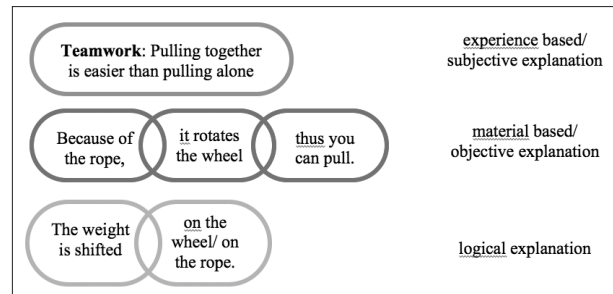 Teamwork: Pulling together
is easier than pulling alone
experience based/
subjective explanation
Because of
the rope,
it rotates
the wheel
thus you
can pull.
material based/
objective explanation
The weight
is shifted
on the
wheel/ on
the rope.
logical explanation